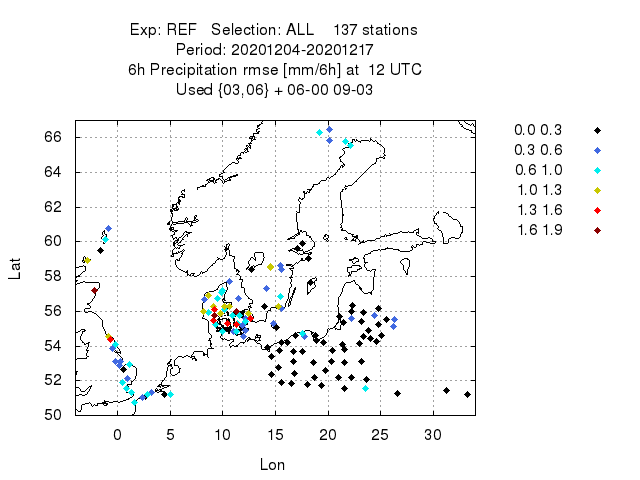 Exp: REF Selection: ALL 137 stations
Period: 20201204-20201217
6h Precipitation rmse [mm/6h] at 12 UTC
Used {03,06} + 06-00 09-03
66
64
62
60
58
56
54
52
50
0 5 10 15 20 25 30
Lat
Lon
0.0 0.3
0.3 0.6
0.6 1.0
1.0 1.3
1.3 1.6
1.6 1.9